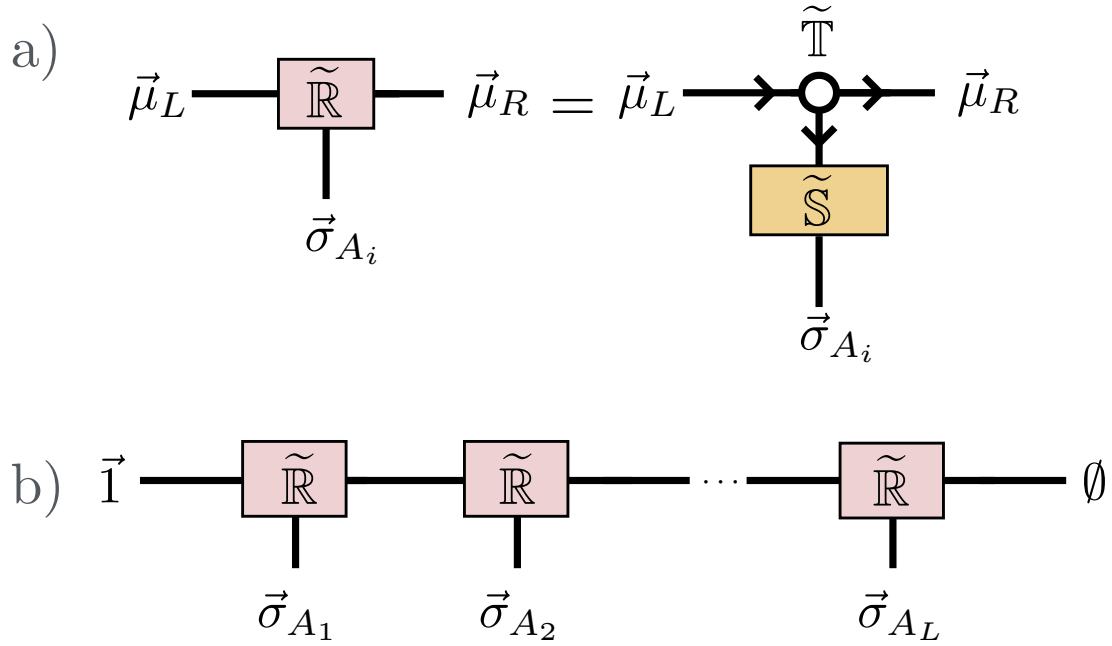 a) μ⃗_L ℝ̃ μ⃗_R = μ⃗_L 𝕋̃ μ⃗_R
σ⃗_{A_i} 𝕊̃
σ⃗_{A_i}
b) 1⃗ ℝ̃ ℝ̃ ⋯ ℝ̃ ∅
σ⃗_{A_1} σ⃗_{A_2} σ⃗_{A_L}